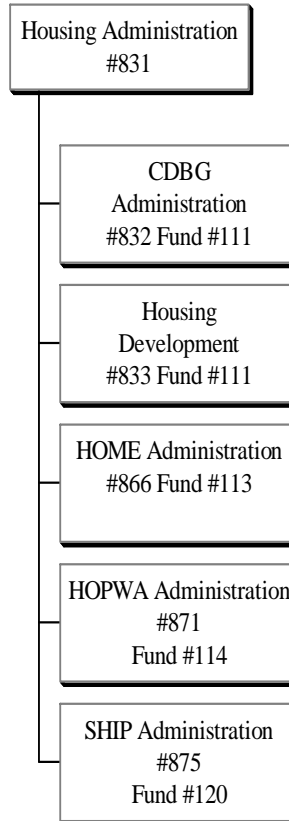 Housing Administration
#831
CDBG
Administration
#832 Fund #111
Housing
Development
#833 Fund #111
HOME Administration
#866 Fund #113
HOPWA Administration
#871
Fund #114
SHIP Administration
#875
Fund #120